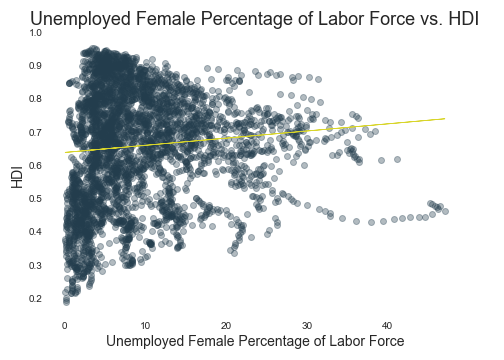 Unemployed Female Percentage of Labor Force vs. HDI
1.0
0.9
0.8
0.7
0.6
0.5
0.4
0.3
0.2
HDI
0 10 20 30 40
Unemployed Female Percentage of Labor Force